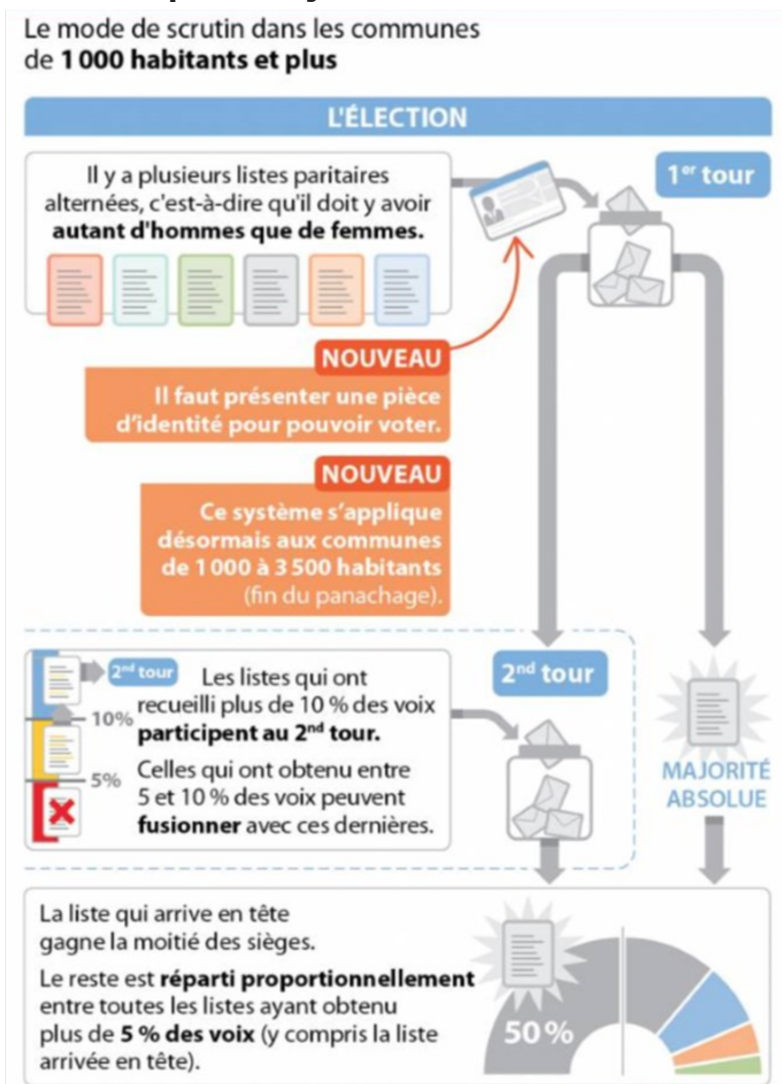 Le mode de scrutin dans les communes
de 1 000 habitants et plus
L'ÉLECTION
Il y a plusieurs listes paritaires
alternées, c'est-à-dire qu'il doit y avoir
autant d'hommes que de femmes.
1er tour
NOUVEAU
Il faut présenter une pièce
d'identité pour pouvoir voter.
NOUVEAU
Ce système s'applique
désormais aux communes
de 1 000 à 3 500 habitants
(fin du panachage).
2nd tour
10%
5%
Les listes qui ont
recueilli plus de 10 % des voix
participent au 2nd tour.
Celles qui ont obtenu entre
5 et 10 % des voix peuvent
fusionner avec ces dernières.
2nd tour
MAJORITÉ
ABSOLUE
La liste qui arrive en tête
gagne la moitié des sièges.
Le reste est réparti proportionnellement
entre toutes les listes ayant obtenu
plus de 5 % des voix (y compris la liste
arrivée en tête).
50 %